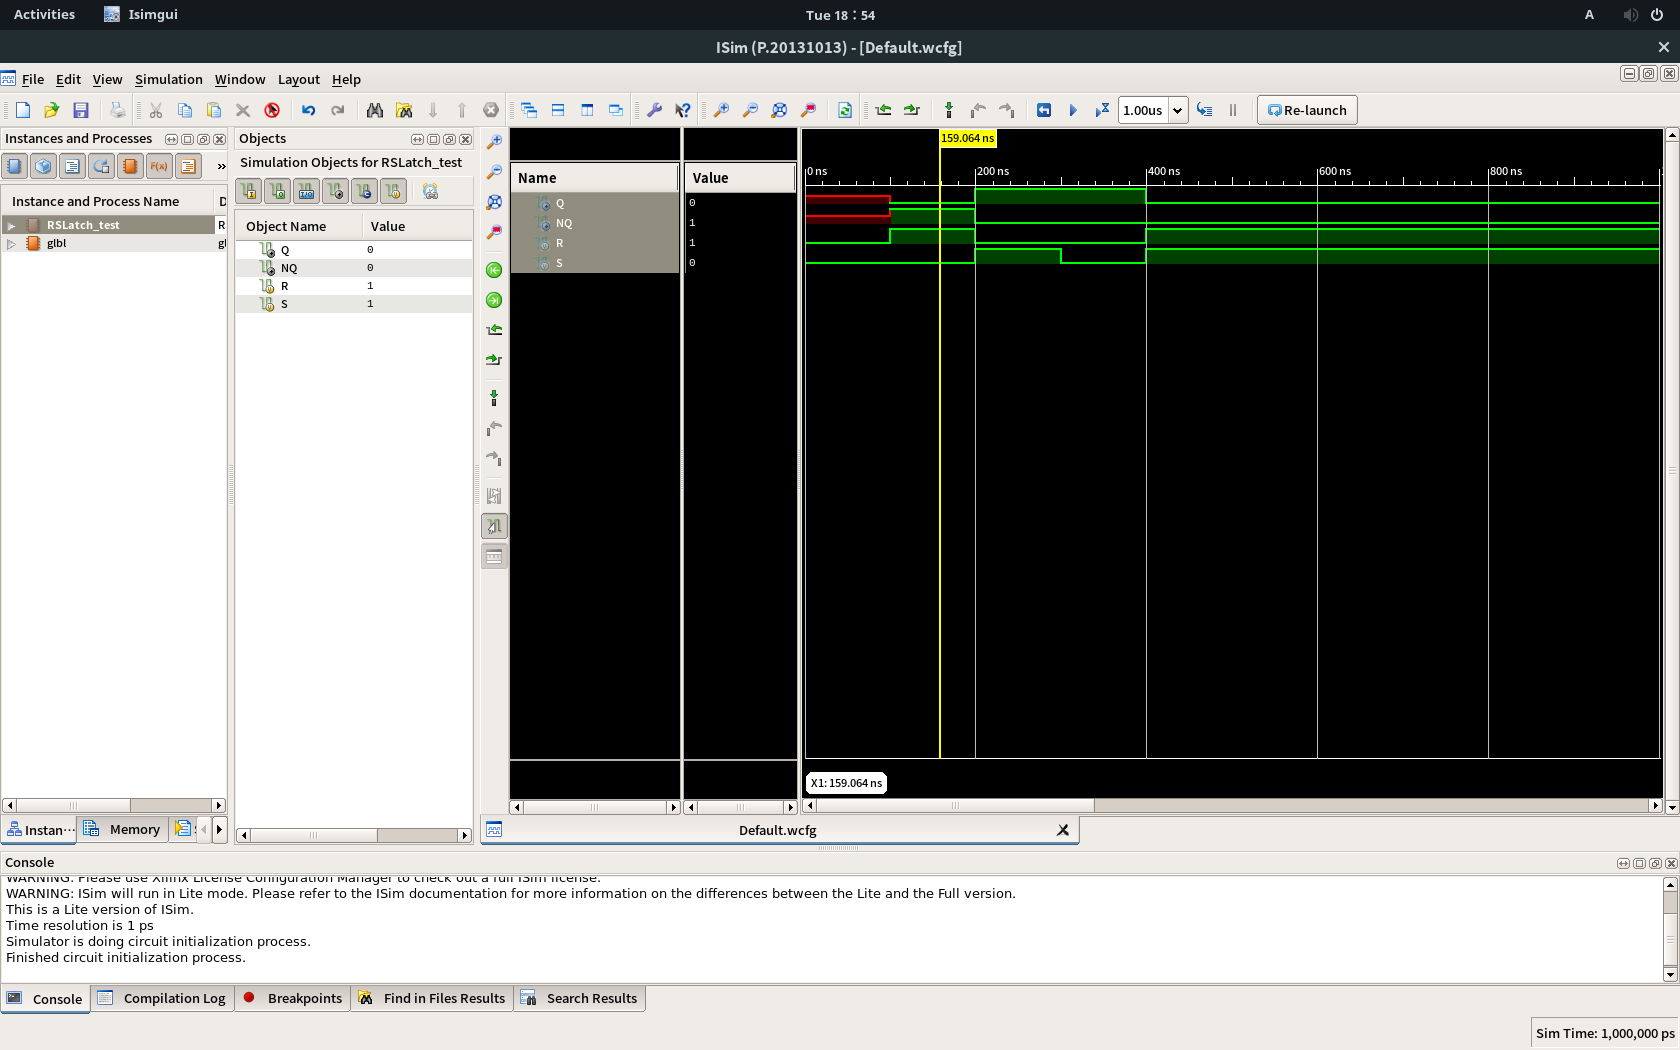 Activities
Isimgui
Tue 18 : 54
A
ISim (P.20131013) - [Default.wcfg]
File Edit View Simulation Window Layout Help
1.00us
Re-launch
Instances and Processes
F(x)
»
Instance and Process Name
D
RSLatch_test
R
glbl
gl
Objects
Simulation Objects for RSLatch_test
Object Name Value
Q 0
NQ 0
R 1
S 1
Name
Value
Q 0
NQ 1
R 1
S 0
159.064 ns
0 ns 200 ns 400 ns 600 ns 800 ns
X1: 159.064 ns
Instan···
Memory
Default.wcfg
Console
WARNING: Please use Xilinx License Configuration Manager to check out a full ISim license.
WARNING: ISim will run in Lite mode. Please refer to the ISim documentation for more information on the differences between the Lite and the Full version.
This is a Lite version of ISim.
Time resolution is 1 ps
Simulator is doing circuit initialization process.
Finished circuit initialization process.
Console
Compilation Log
Breakpoints
Find in Files Results
Search Results
Sim Time: 1,000,000 ps